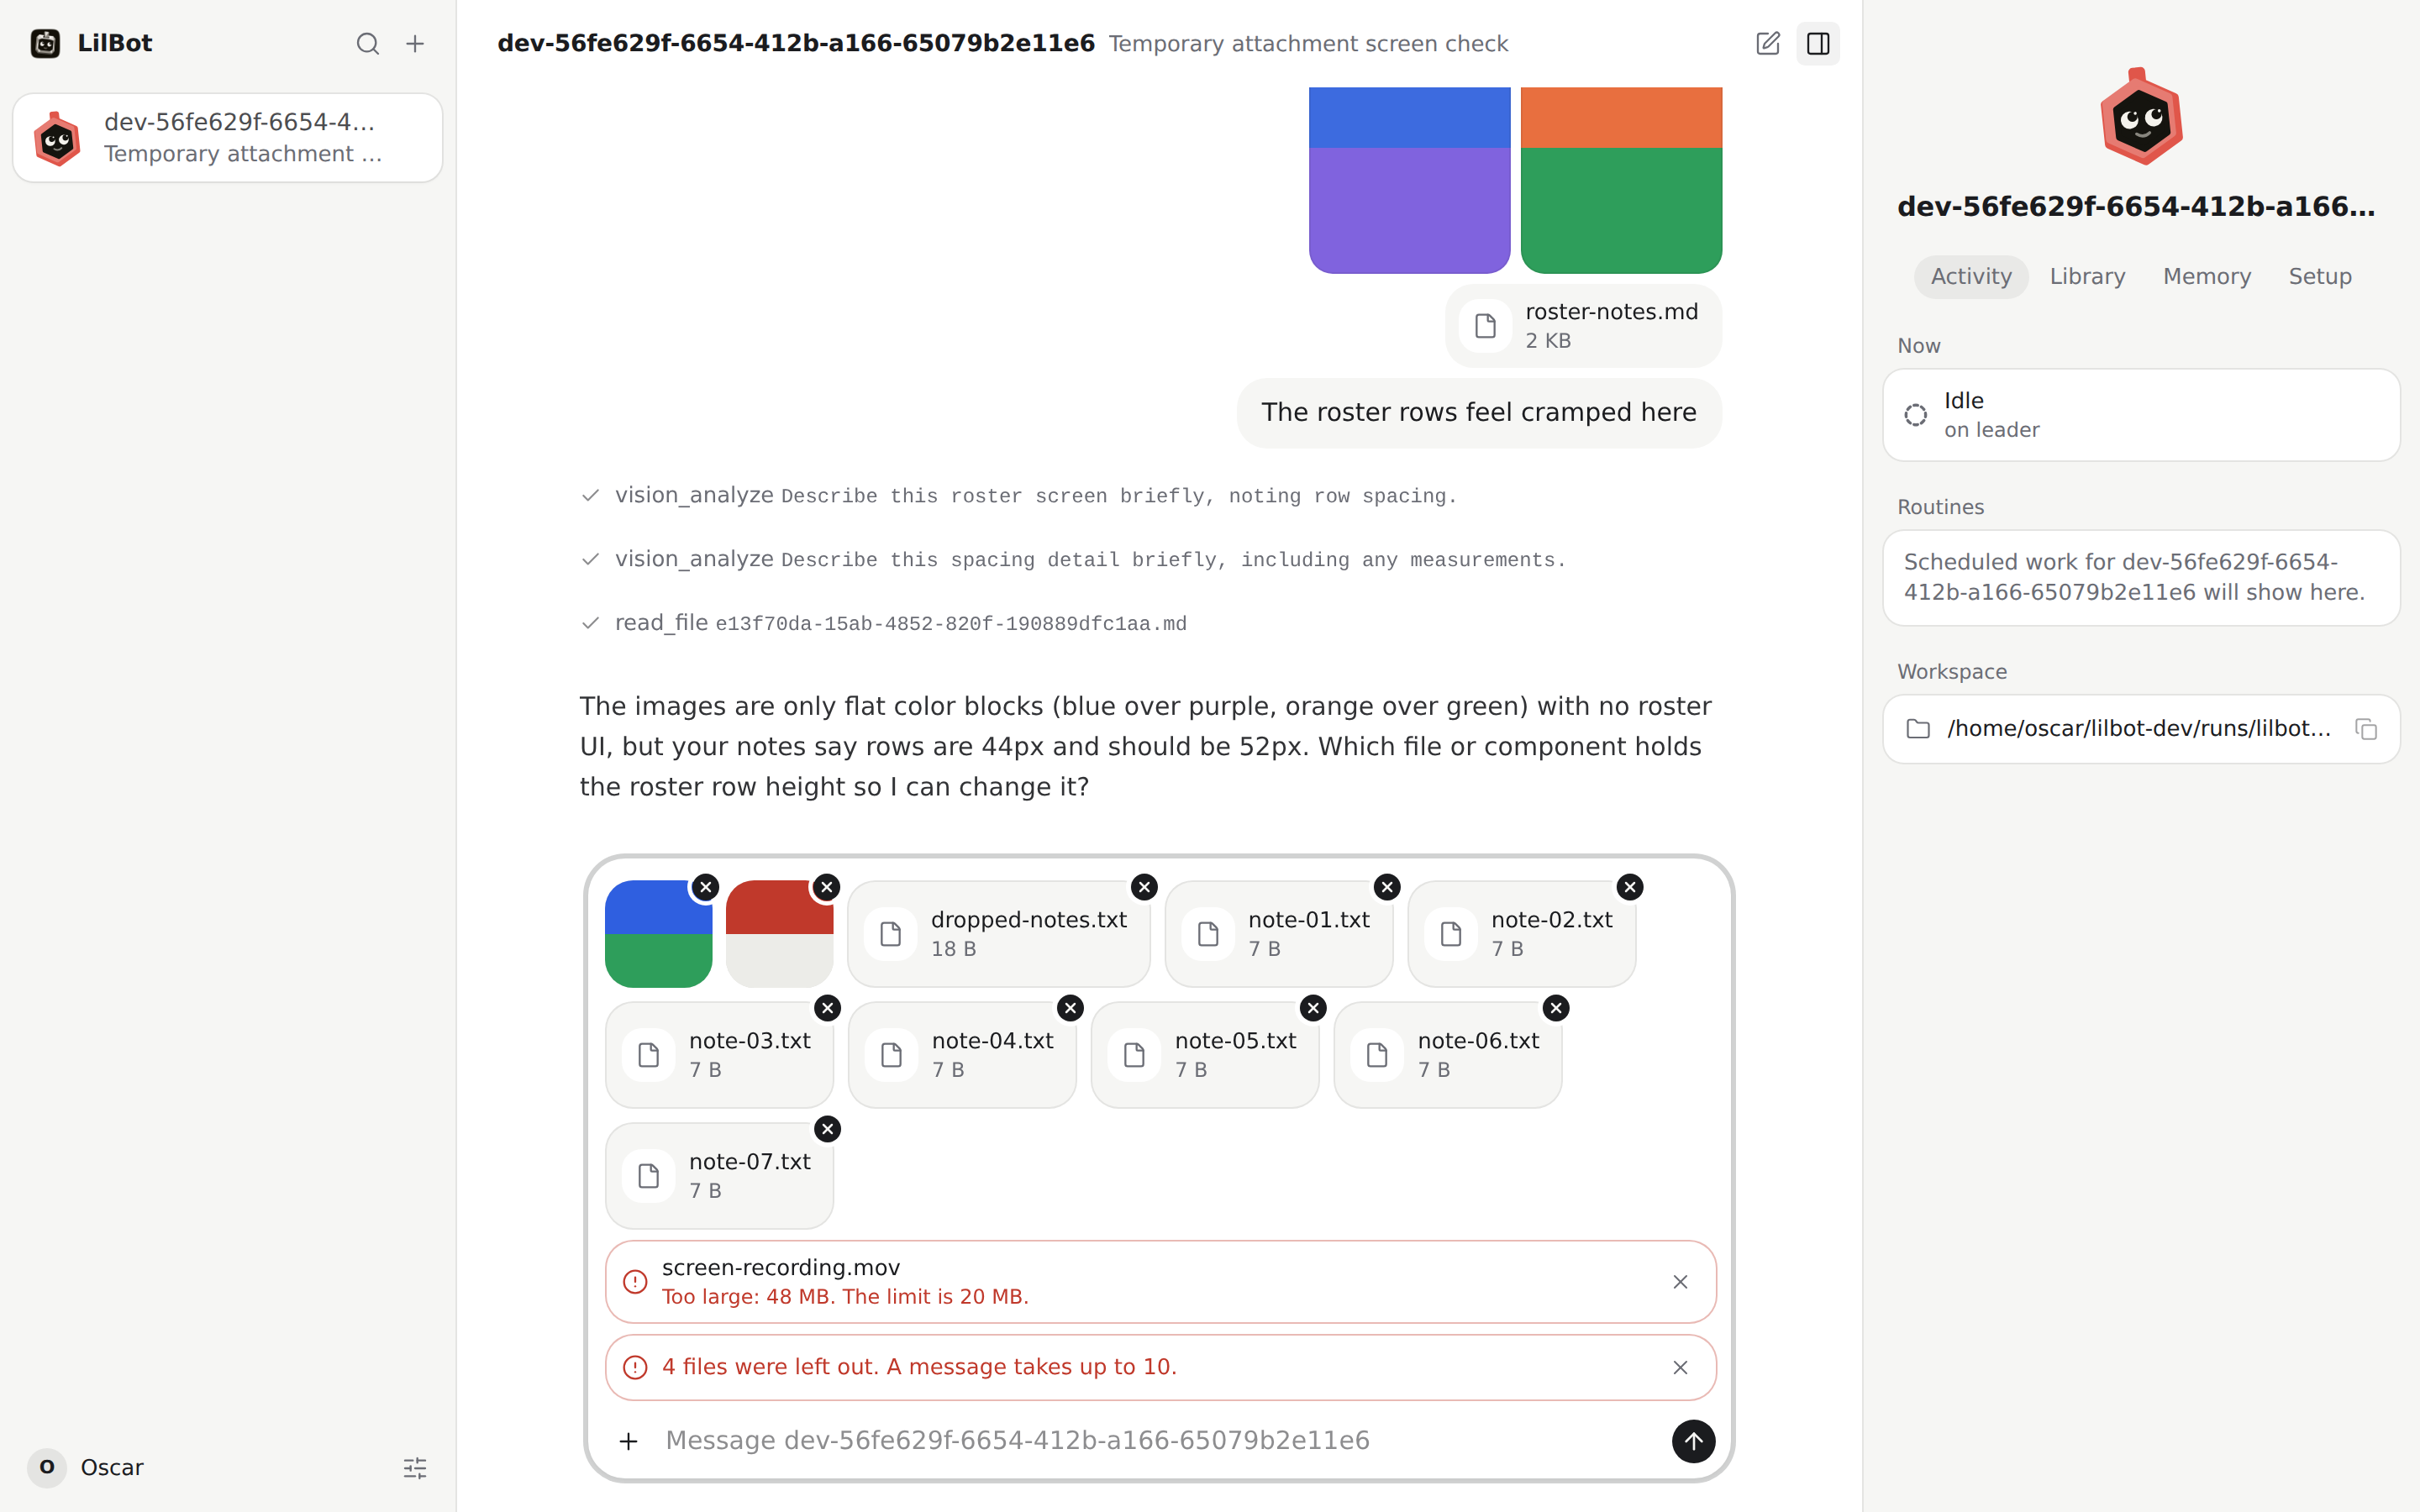 LilBot
dev-56fe629f-6654-4...
Temporary attachment ...
O
Oscar
dev-56fe629f-6654-412b-a166-65079b2e11e6 Temporary attachment screen check
roster-notes.md
2 KB
The roster rows feel cramped here
vision_analyze Describe this roster screen briefly, noting row spacing.
vision_analyze Describe this spacing detail briefly, including any measurements.
read_file e13f70da-15ab-4852-820f-190889dfc1aa.md
The images are only flat color blocks (blue over purple, orange over green) with no roster
UI, but your notes say rows are 44px and should be 52px. Which file or component holds
the roster row height so I can change it?
dropped-notes.txt
18 B
note-01.txt
7 B
note-02.txt
7 B
note-03.txt
7 B
note-04.txt
7 B
note-05.txt
7 B
note-06.txt
7 B
note-07.txt
7 B
screen-recording.mov
Too large: 48 MB. The limit is 20 MB.
4 files were left out. A message takes up to 10.
Message dev-56fe629f-6654-412b-a166-65079b2e11e6
dev-56fe629f-6654-412b-a166...
Activity Library Memory Setup
Now
Idle
on leader
Routines
Scheduled work for dev-56fe629f-6654-
412b-a166-65079b2e11e6 will show here.
Workspace
/home/oscar/lilbot-dev/runs/lilbot...